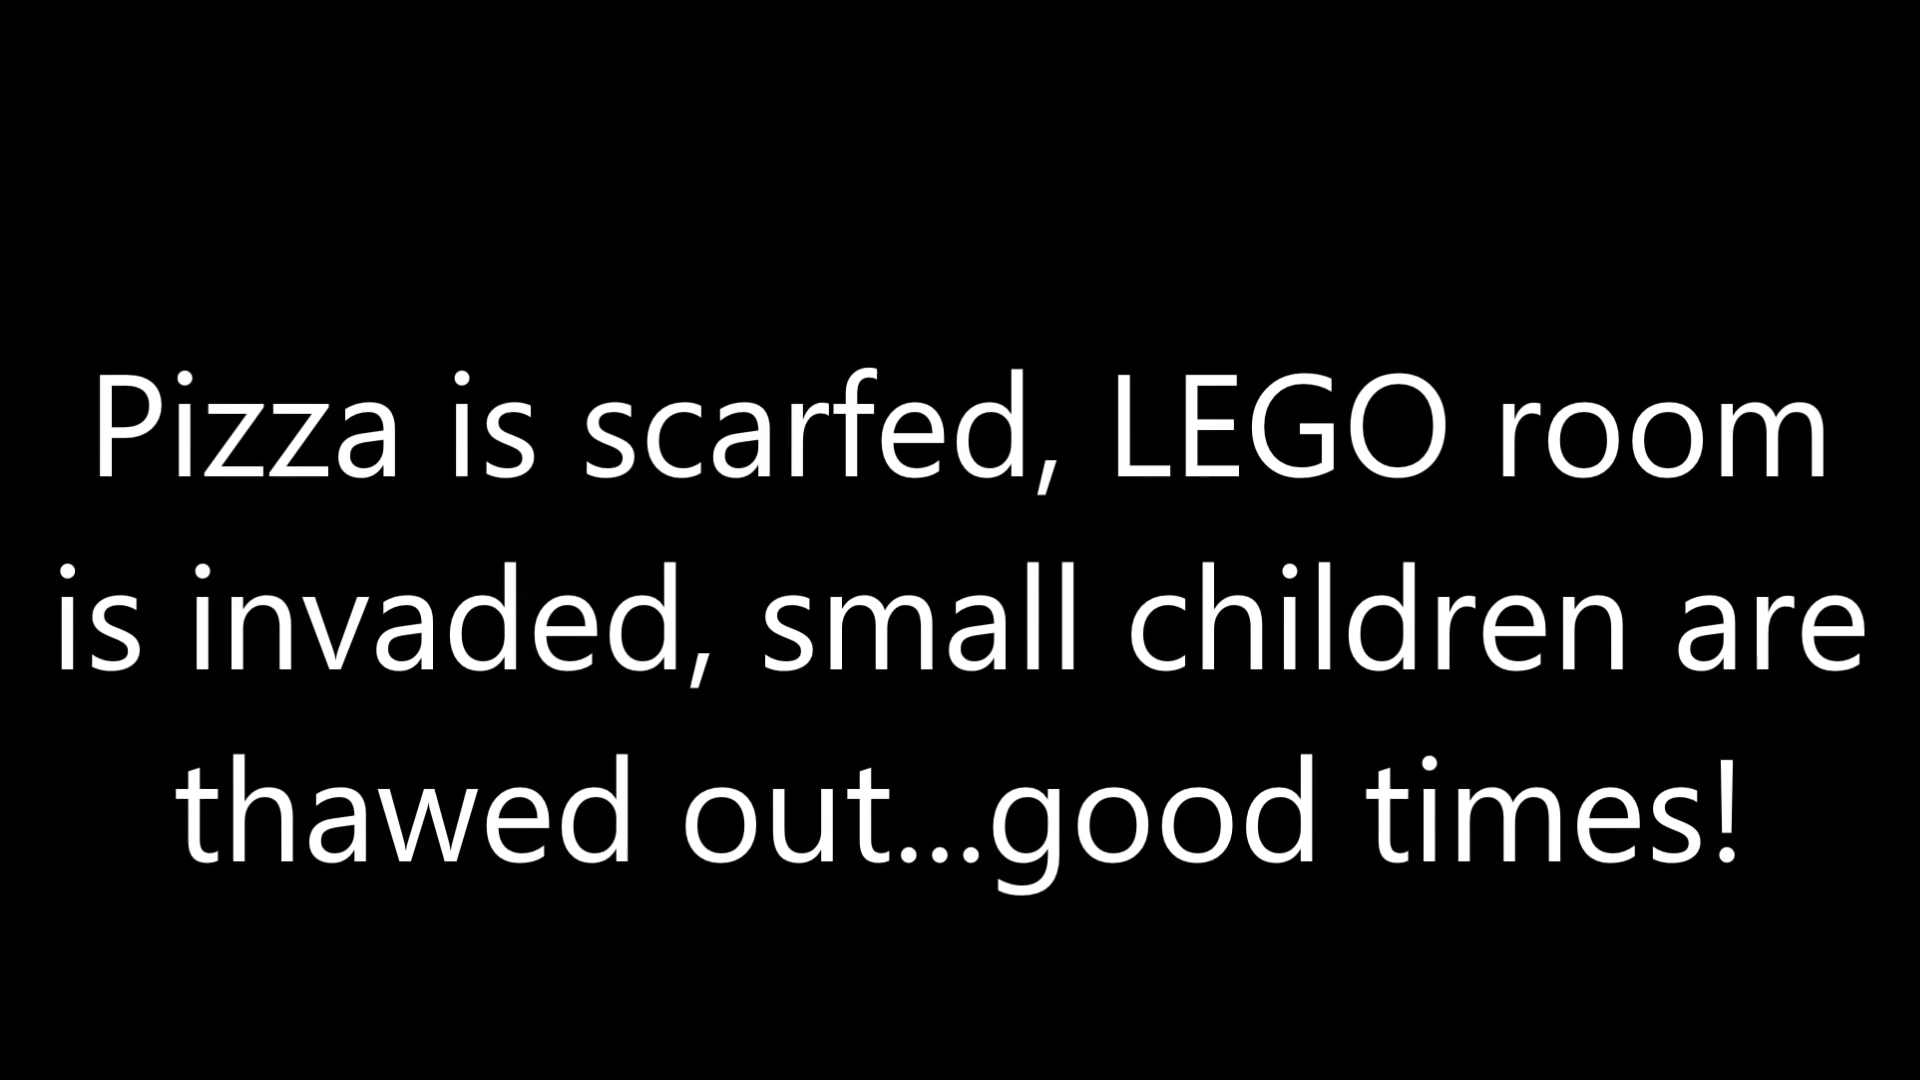 Pizza is scarfed, LEGO room
is invaded, small children are
thawed out...good times!